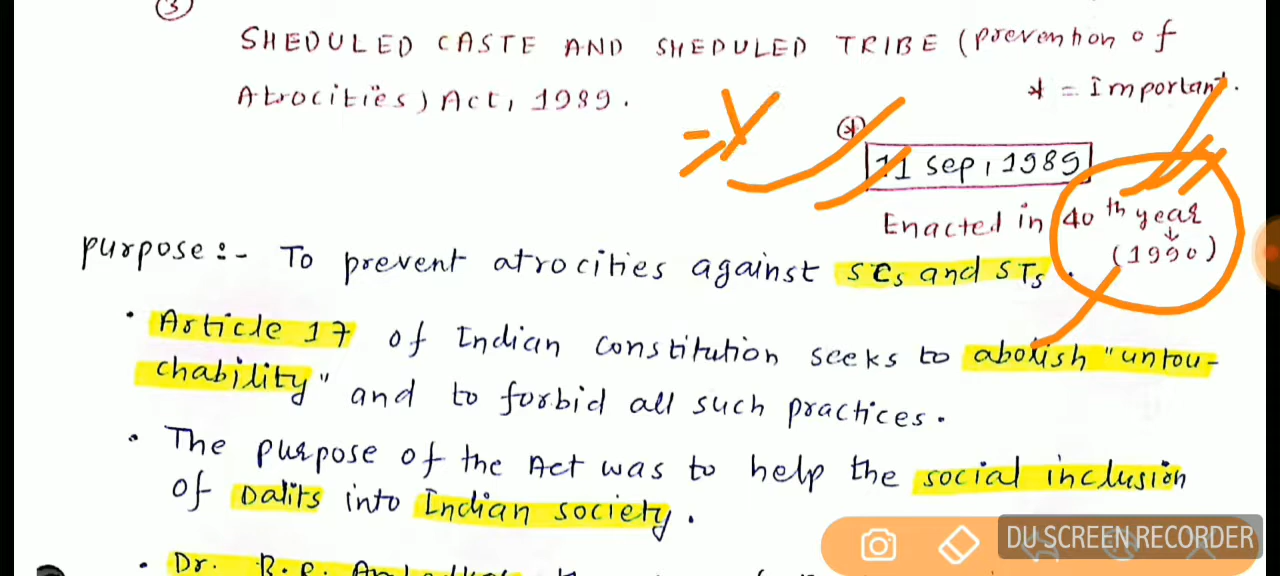 3
SHEDULED CASTE AND SHEDULED TRIBE (prevention of
Atrocities) Act, 1989.
* = Important.
(*)
11 Sep, 1989
Enacted in 40th year
↓
(1990)
purpose:- To prevent atrocities against SCs and STs.
• Article 17 of Indian constitution seeks to abolish "untou-
chability" and to forbid all such practices.
• The purpose of the Act was to help the social inclusion
of Dalits into Indian society.
DU SCREEN RECORDER
• Dr. B.R.